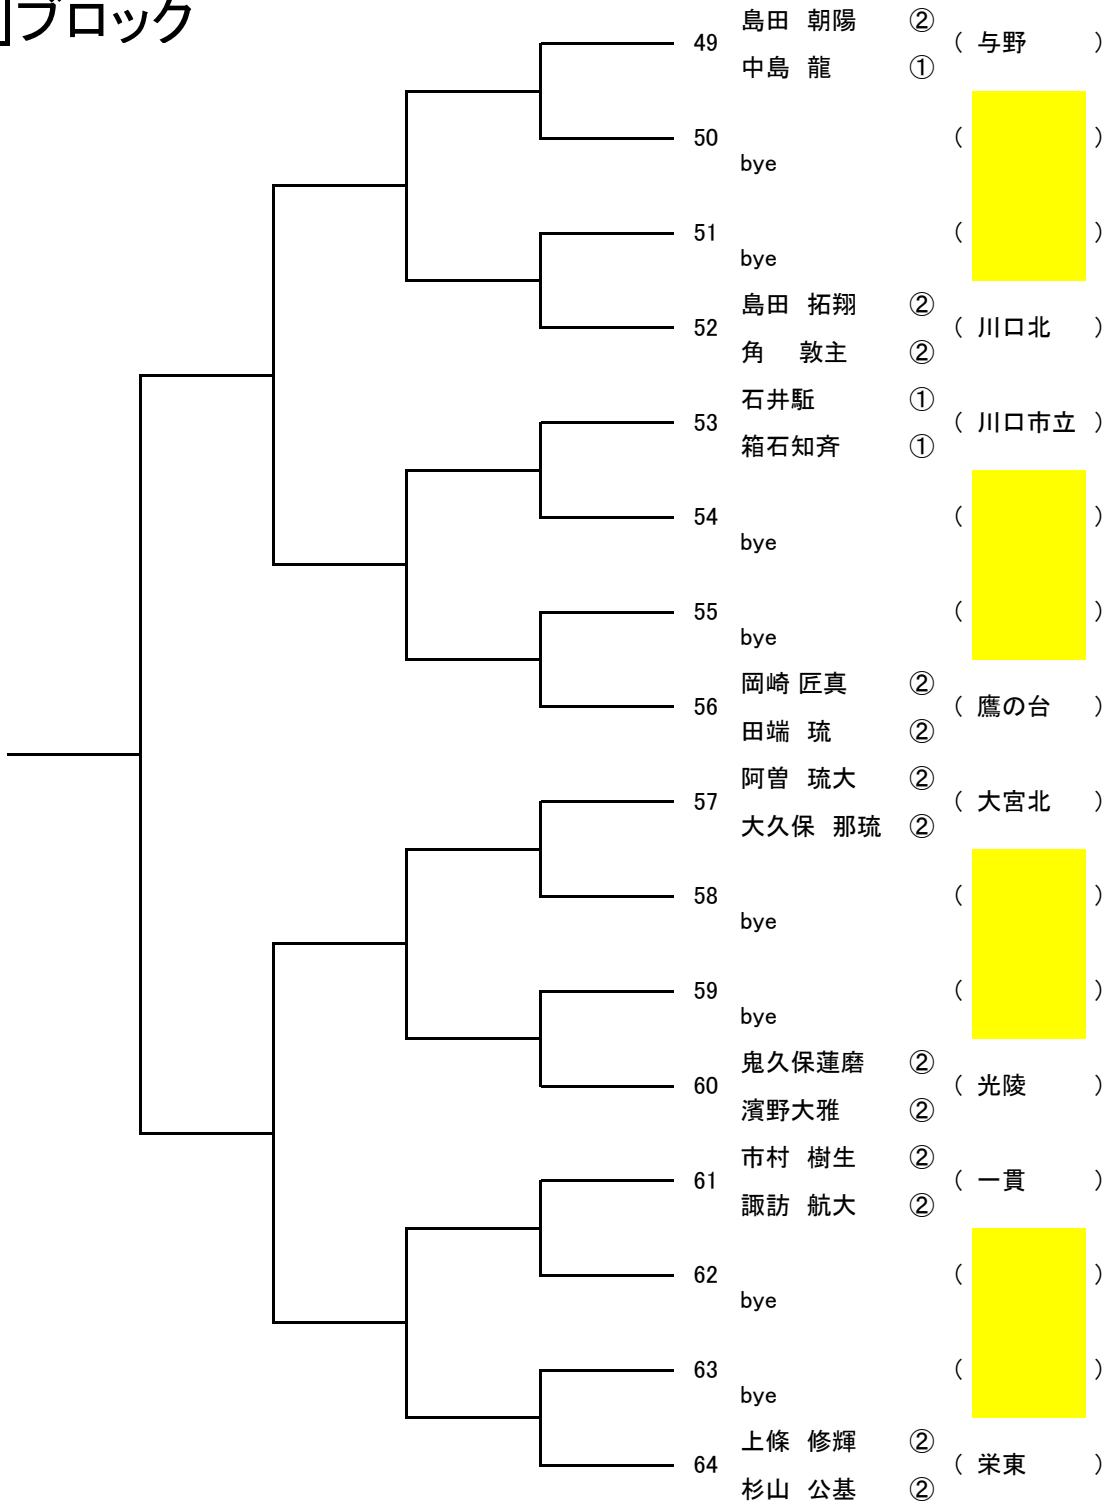 ブロック
島田 朝陽 ②
49 ( 与野 )
中島 龍 ①
50 ( )
bye
51 ( )
bye
島田 拓翔 ②
52 ( 川口北 )
角 敦主 ②
石井駈 ①
53 ( 川口市立 )
箱石知斉 ①
54 ( )
bye
55 ( )
bye
岡崎 匠真 ②
56 ( 鷹の台 )
田端 琉 ②
阿曽 琉大 ②
57 ( 大宮北 )
大久保 那琉 ②
58 ( )
bye
59 ( )
bye
鬼久保蓮磨 ②
60 ( 光陵 )
濱野大雅 ②
市村 樹生 ②
61 ( 一貫 )
諏訪 航大 ②
62 ( )
bye
63 ( )
bye
上條 修輝 ②
64 ( 栄東 )
杉山 公基 ②